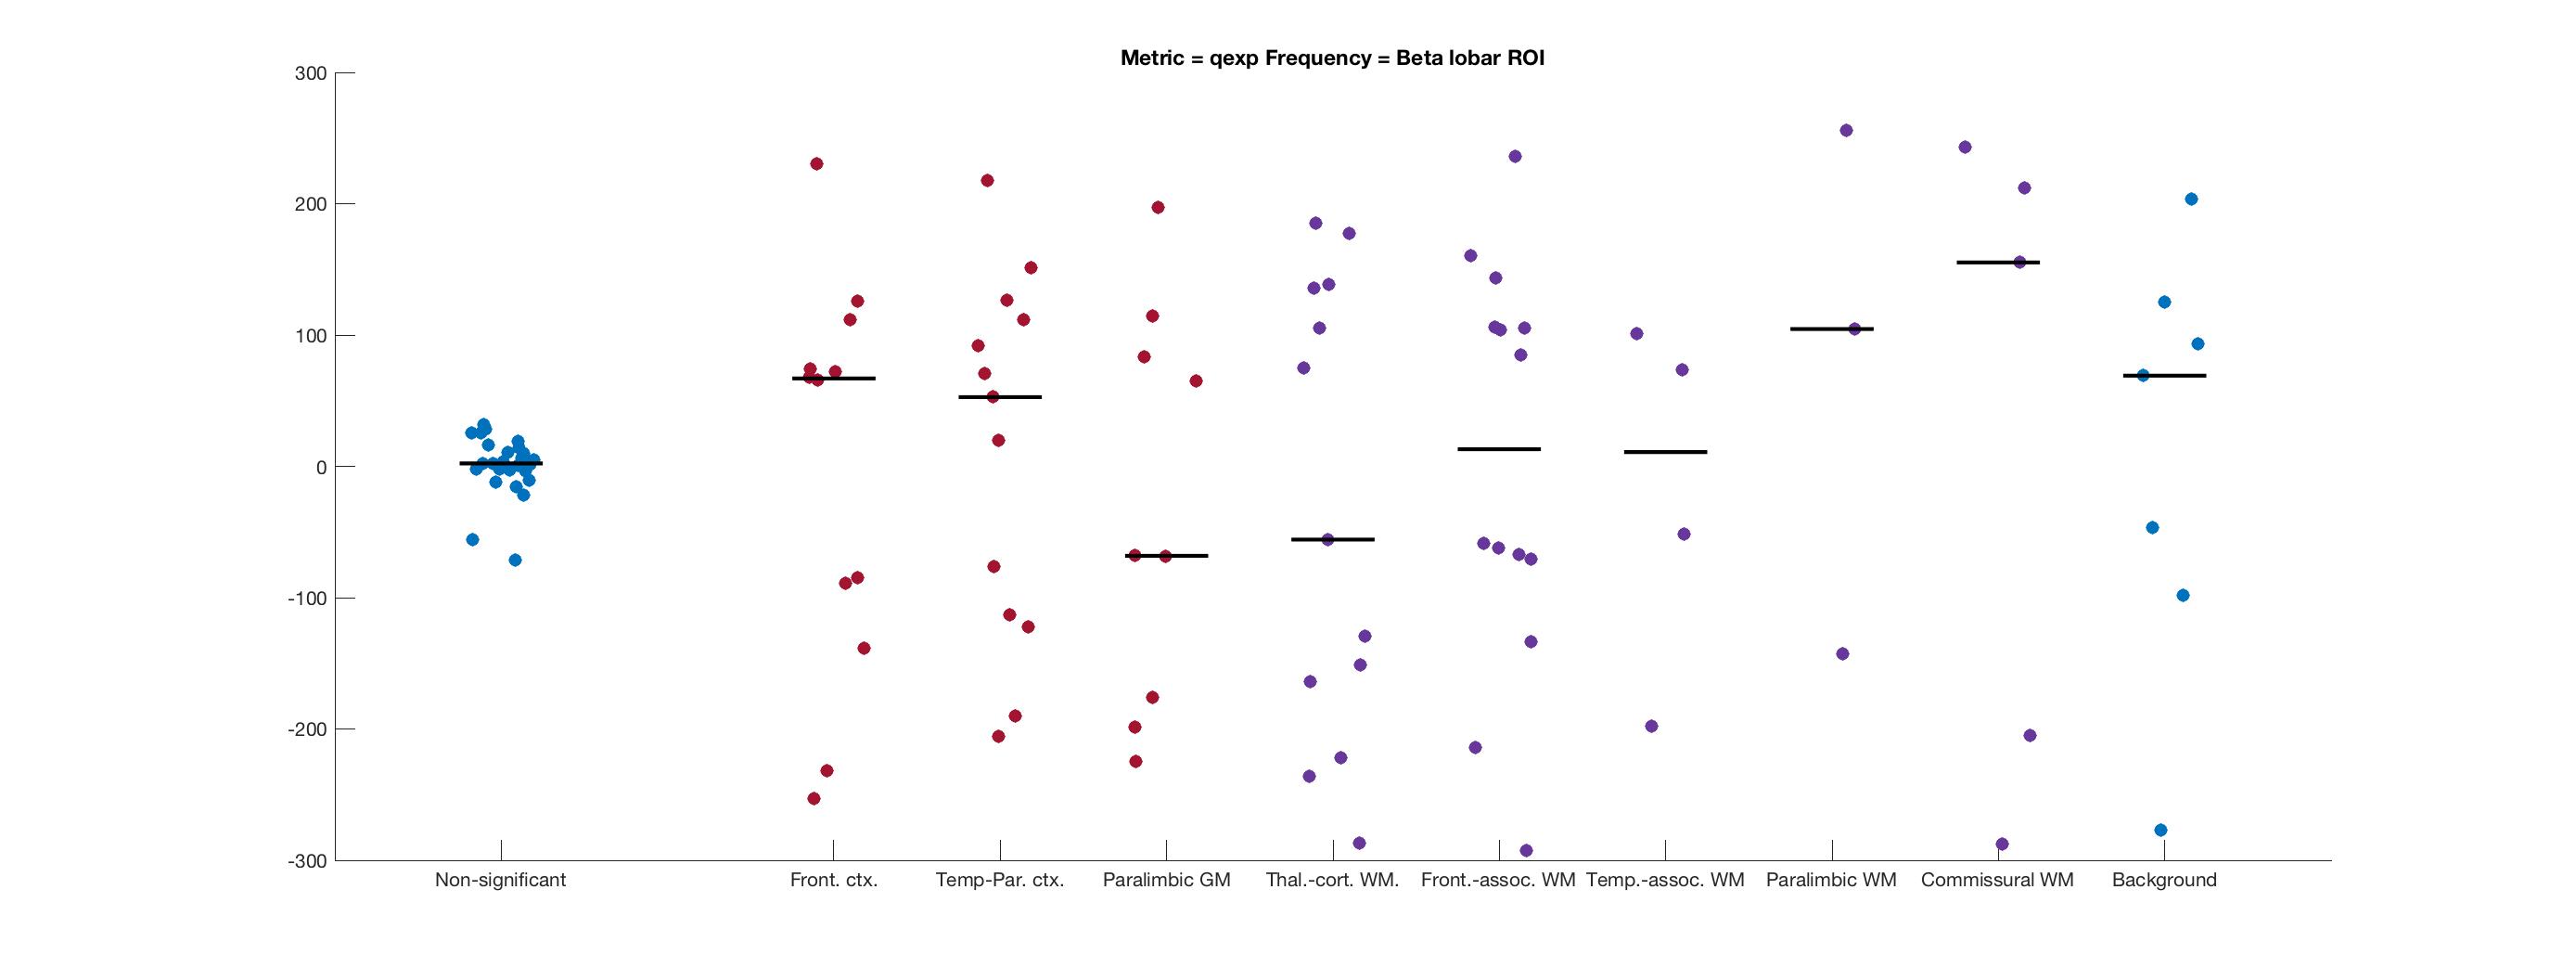 Metric = qexp Frequency = Beta lobar ROI
300
200
100
0
-100
-200
-300
Non-significant
Front. ctx.
Temp-Par. ctx.
Paralimbic GM
Thal.-cort. WM.
Front.-assoc. WM
Temp.-assoc. WM
Paralimbic WM
Commissural WM
Background